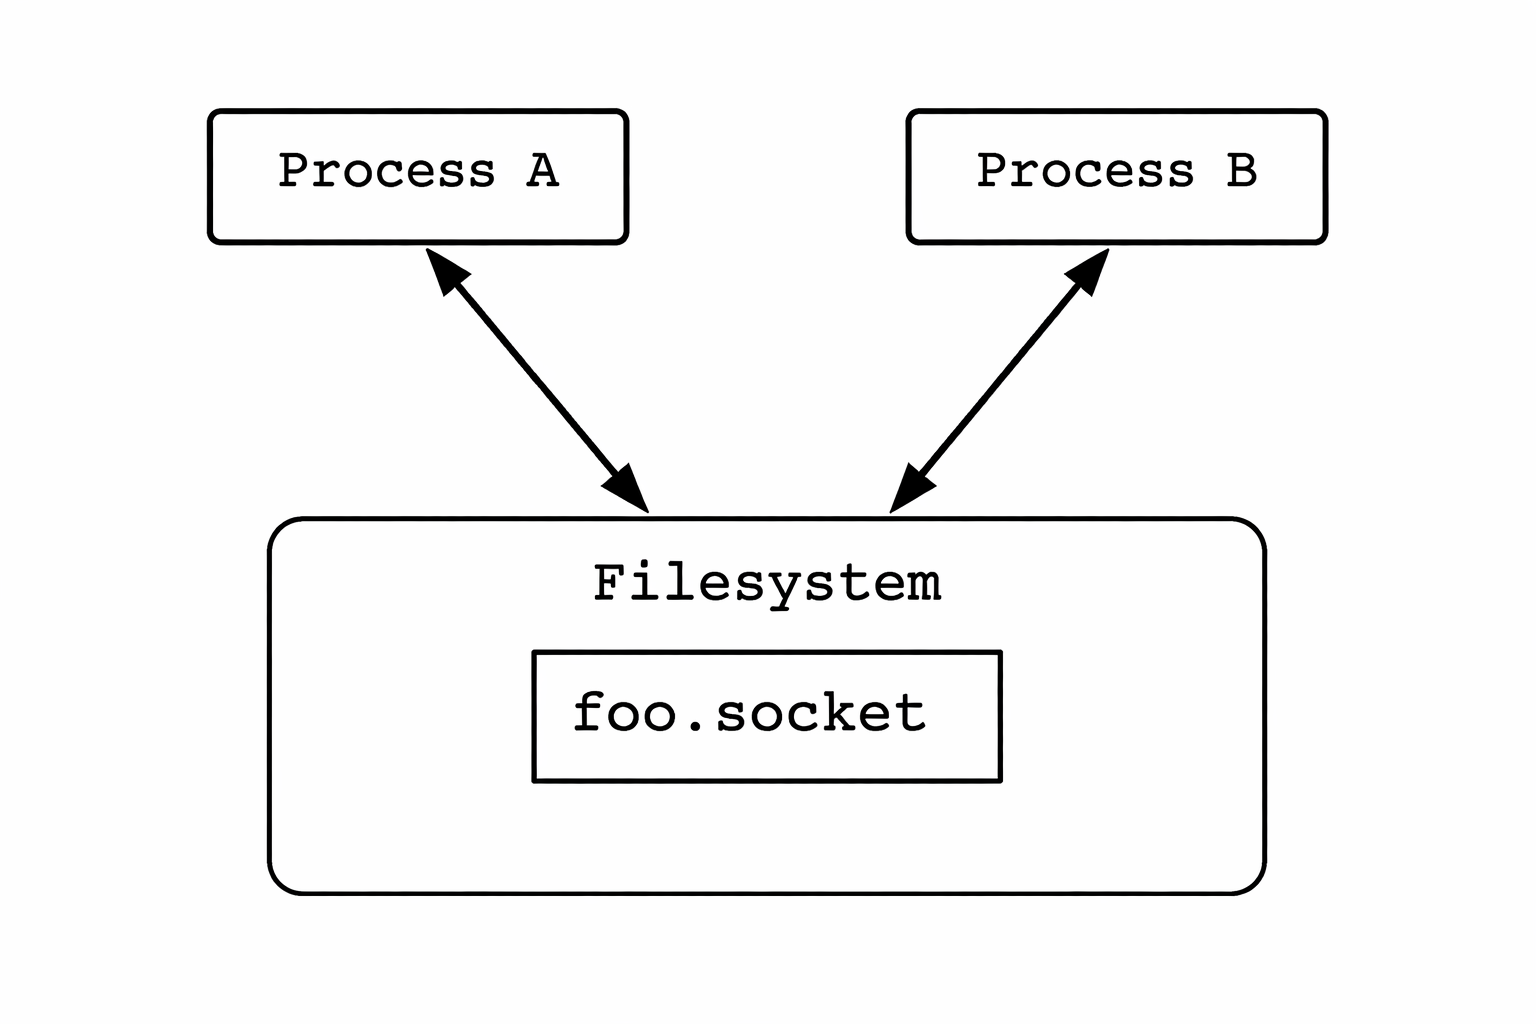 Process A
Process B
Filesystem
foo.socket